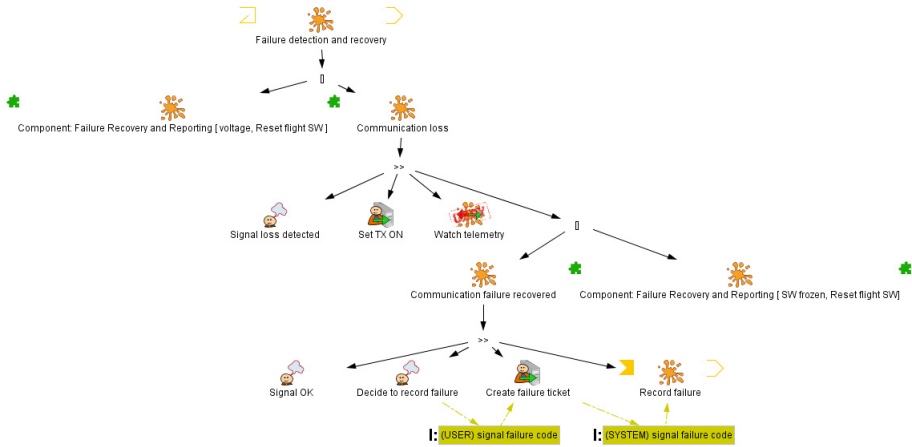 Failure detection and recovery
[]
Component: Failure Recovery and Reporting [ voltage, Reset flight SW ]
Communication loss
>>
Signal loss detected
Set TX ON
Watch telemetry
[]
Communication failure recovered
Component: Failure Recovery and Reporting [ SW frozen, Reset flight SW]
>>
Signal OK
Decide to record failure
Create failure ticket
Record failure
I: (USER) signal failure code
I: (SYSTEM) signal failure code